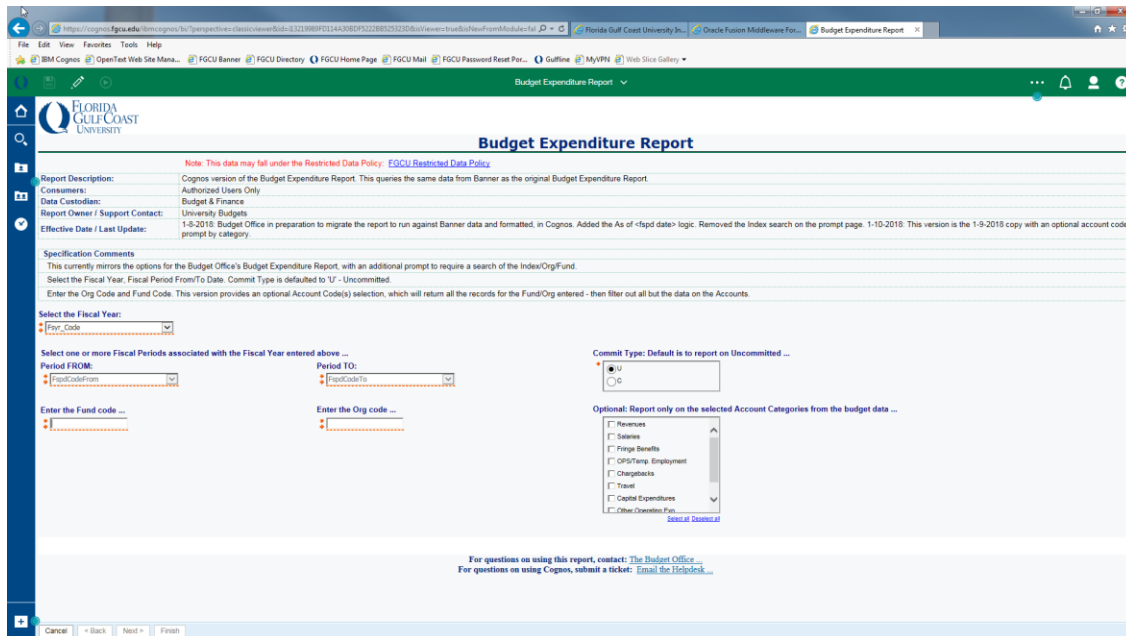 https://cognos.fgcu.edu/ibmcognos/bi/?perspective=classicviewer&id=
Florida Gulf Coast University In...
Oracle Fusion Middleware For...
Budget Expenditure Report
File Edit View Favorites Tools Help
IBM Cognos OpenText Web Site Mana... FGCU Banner FGCU Directory FGCU Home Page FGCU Mail FGCU Password Reset Por... Gulfline MyVPN Web Slice Gallery
Budget Expenditure Report
FLORIDA
GULF COAST
UNIVERSITY
Budget Expenditure Report
Note: This data may fall under the Restricted Data Policy: FGCU Restricted Data Policy
Report Description: Cognos version of the Budget Expenditure Report. This queries the same data from Banner as the original Budget Expenditure Report.
Consumers: Authorized Users Only
Data Custodian: Budget & Finance
Report Owner / Support Contact: University Budgets
Effective Date / Last Update: 1-8-2018: Budget Office in preparation to migrate the report to run against Banner data and formatted, in Cognos. Added the As of <fspd date> logic. Removed the Index search on the prompt page. 1-10-2018: This version is the 1-9-2018 copy with an optional account code
prompt by category.
Specification Comments
This currently mirrors the options for the Budget Office's Budget Expenditure Report, with an additional prompt to require a search of the Index/Org/Fund.
Select the Fiscal Year, Fiscal Period From/To Date. Commit Type is defaulted to 'U' - Uncommitted.
Enter the Org Code and Fund Code. This version provides an optional Account Code(s) selection, which will return all the records for the Fund/Org entered - then filter out all but the data on the Accounts.
Select the Fiscal Year:
Fsyr_Code
Select one or more Fiscal Periods associated with the Fiscal Year entered above ...
Period FROM: Period TO:
FspdCodeFrom FspdCodeTo
Commit Type: Default is to report on Uncommitted ...
U
C
Enter the Fund code ... Enter the Org code ...
Optional: Report only on the selected Account Categories from the budget data ...
Revenues
Salaries
Fringe Benefits
OPS/Temp. Employment
Chargebacks
Travel
Capital Expenditures
Other Operating Exp
Select all Deselect all
For questions on using this report, contact: The Budget Office ...
For questions on using Cognos, submit a ticket: Email the Helpdesk ...
Cancel < Back Next > Finish